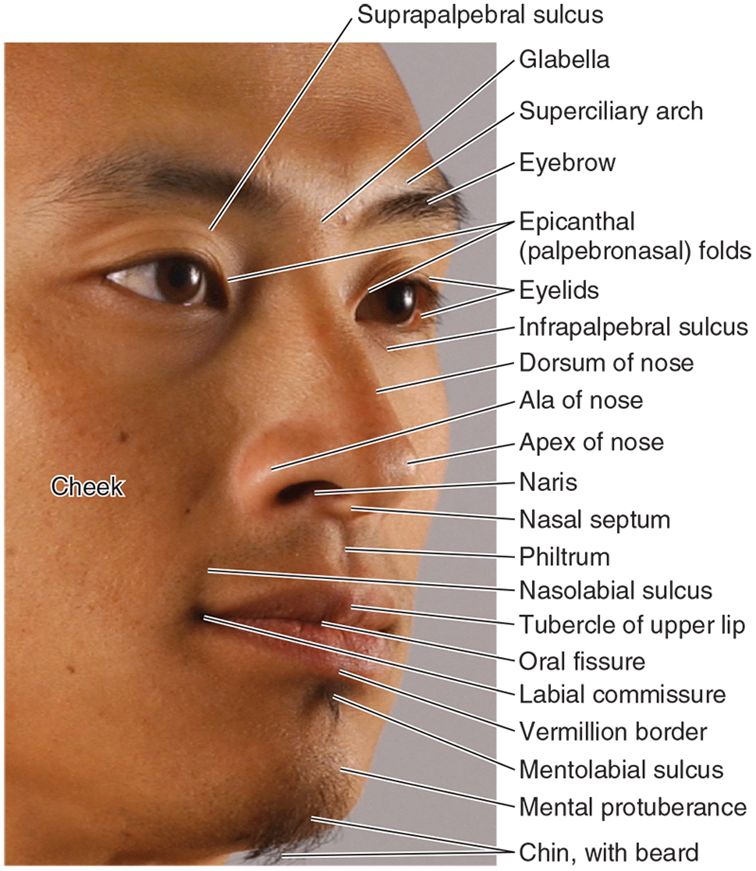 Suprapalpebral sulcus
Glabella
Superciliary arch
Eyebrow
Epicanthal
(palpebronasal) folds
Eyelids
Infrapalpebral sulcus
Dorsum of nose
Ala of nose
Apex of nose
Cheek
Naris
Nasal septum
Philtrum
Nasolabial sulcus
Tubercle of upper lip
Oral fissure
Labial commissure
Vermillion border
Mentolabial sulcus
Mental protuberance
Chin, with beard